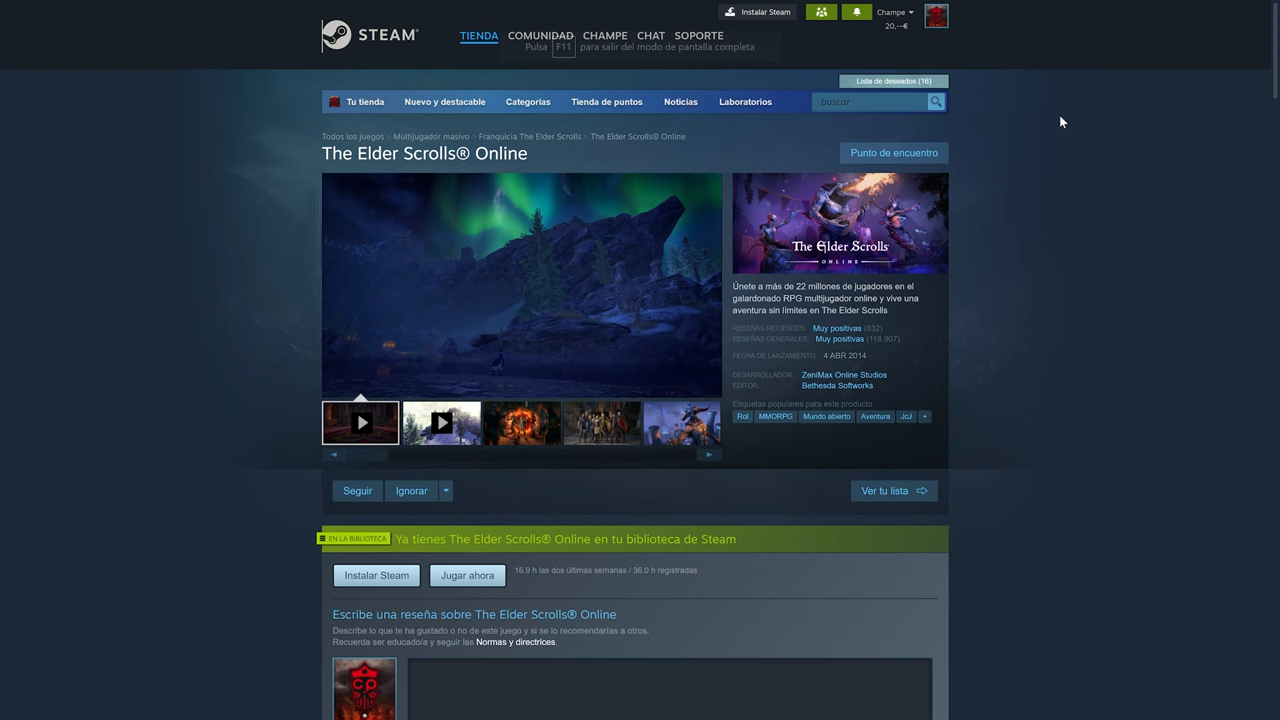 Instalar Steam
Champe
20,--€
STEAM®
TIENDA COMUNIDAD CHAMPE CHAT SOPORTE
Pulsa F11 para salir del modo de pantalla completa
Lista de deseados (16)
Tu tienda Nuevo y destacable Categorías Tienda de puntos Noticias Laboratorios buscar
Todos los juegos > Multijugador masivo > Franquicia The Elder Scrolls > The Elder Scrolls® Online
The Elder Scrolls® Online
Punto de encuentro
The Elder Scrolls
ONLINE
Únete a más de 22 millones de jugadores en el
galardonado RPG multijugador online y vive una
aventura sin límites en The Elder Scrolls
RESEÑAS RECIENTES: Muy positivas (832)
RESEÑAS GENERALES: Muy positivas (118,907)
FECHA DE LANZAMIENTO: 4 ABR 2014
DESARROLLADOR: ZeniMax Online Studios
EDITOR: Bethesda Softworks
Etiquetas populares para este producto:
Rol MMORPG Mundo abierto Aventura JcJ +
Seguir Ignorar Ver tu lista
EN LA BIBLIOTECA Ya tienes The Elder Scrolls® Online en tu biblioteca de Steam
Instalar Steam Jugar ahora 16.9 h las dos últimas semanas / 36.0 h registradas
Escribe una reseña sobre The Elder Scrolls® Online
Describe lo que te ha gustado o no de este juego y si se lo recomendarías a otros.
Recuerda ser educado/a y seguir las Normas y directrices.